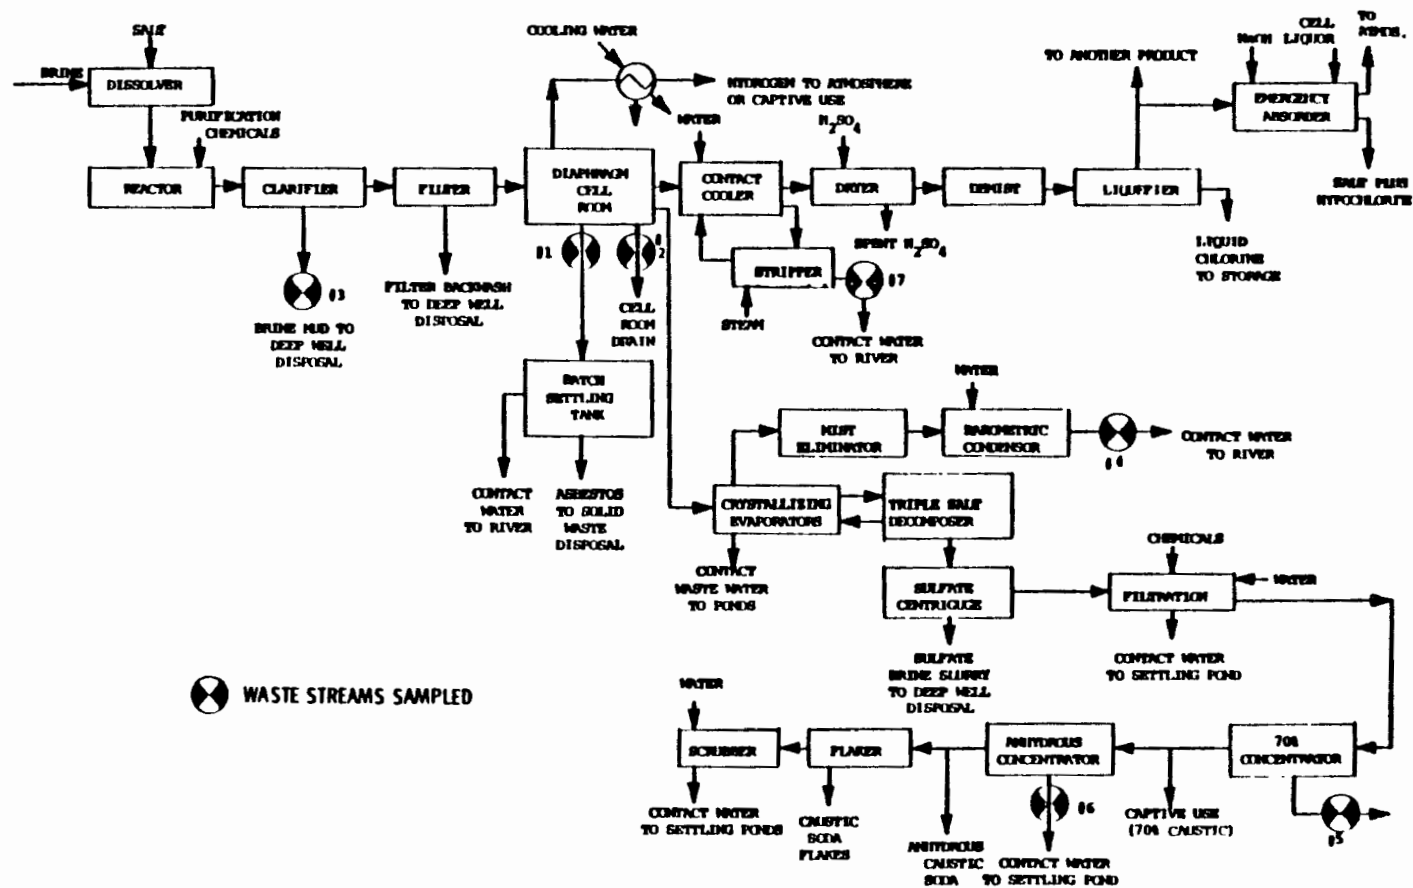 SALT
BRINE
DISSOLVER
PURIFICATION
CHEMICALS
REACTOR
CLARIFIER
FILTER
#3
BRINE MUD TO
DEEP WELL
DISPOSAL
FILTER BACKWASH
TO DEEP WELL
DISPOSAL
COOLING WATER
HYDROGEN TO ATMOSPHERE
OR CAPTIVE USE
DIAPHRAGM
CELL
ROOM
#1
#
2
CELL
ROOM
DRAIN
BATCH
SETTLING
TANK
CONTACT
WATER
TO RIVER
ASBESTOS
TO SOLID
WASTE
DISPOSAL
WATER
CONTACT
COOLER
STRIPPER
STEAM
#7
CONTACT WATER
TO RIVER
H2SO4
DRYER
SPENT H2SO4
DEMIST
LIQUIFIER
TO ANOTHER PRODUCT
LIQUID
CHLORINE
TO STORAGE
NaOH
CELL
LIQUOR
TO
ATMOS.
EMERGENCY
ABSORDER
SALT PLUS
HYPOCHLORITE
WATER
MIST
ELIMINATOR
BAROMETRIC
CONDENSOR
#4
CONTACT WATER
TO RIVER
CRYSTALLIZING
EVAPORATORS
TRIPLE SALT
DECOMPOSER
CONTACT
WASTE WATER
TO PONDS
SULFATE
CENTRIGUGE
SULFATE
BRINE SLURRY
TO DEEP WELL
DISPOSAL
CHEMICALS
WATER
FILTRATION
CONTACT WATER
TO SETTLING POND
70%
CONCENTRATOR
#5
CAPTIVE USE
(70% CAUSTIC)
ANHYDROUS
CONCENTRATOR
#6
CONTACT WATER
TO SETTLING POND
ANHYDROUS
CAUSTIC
SODA
FLAKER
CAUSTIC
SODA
FLAKES
WATER
SCRUBBER
CONTACT WATER
TO SETTLING PONDS
WASTE STREAMS SAMPLED